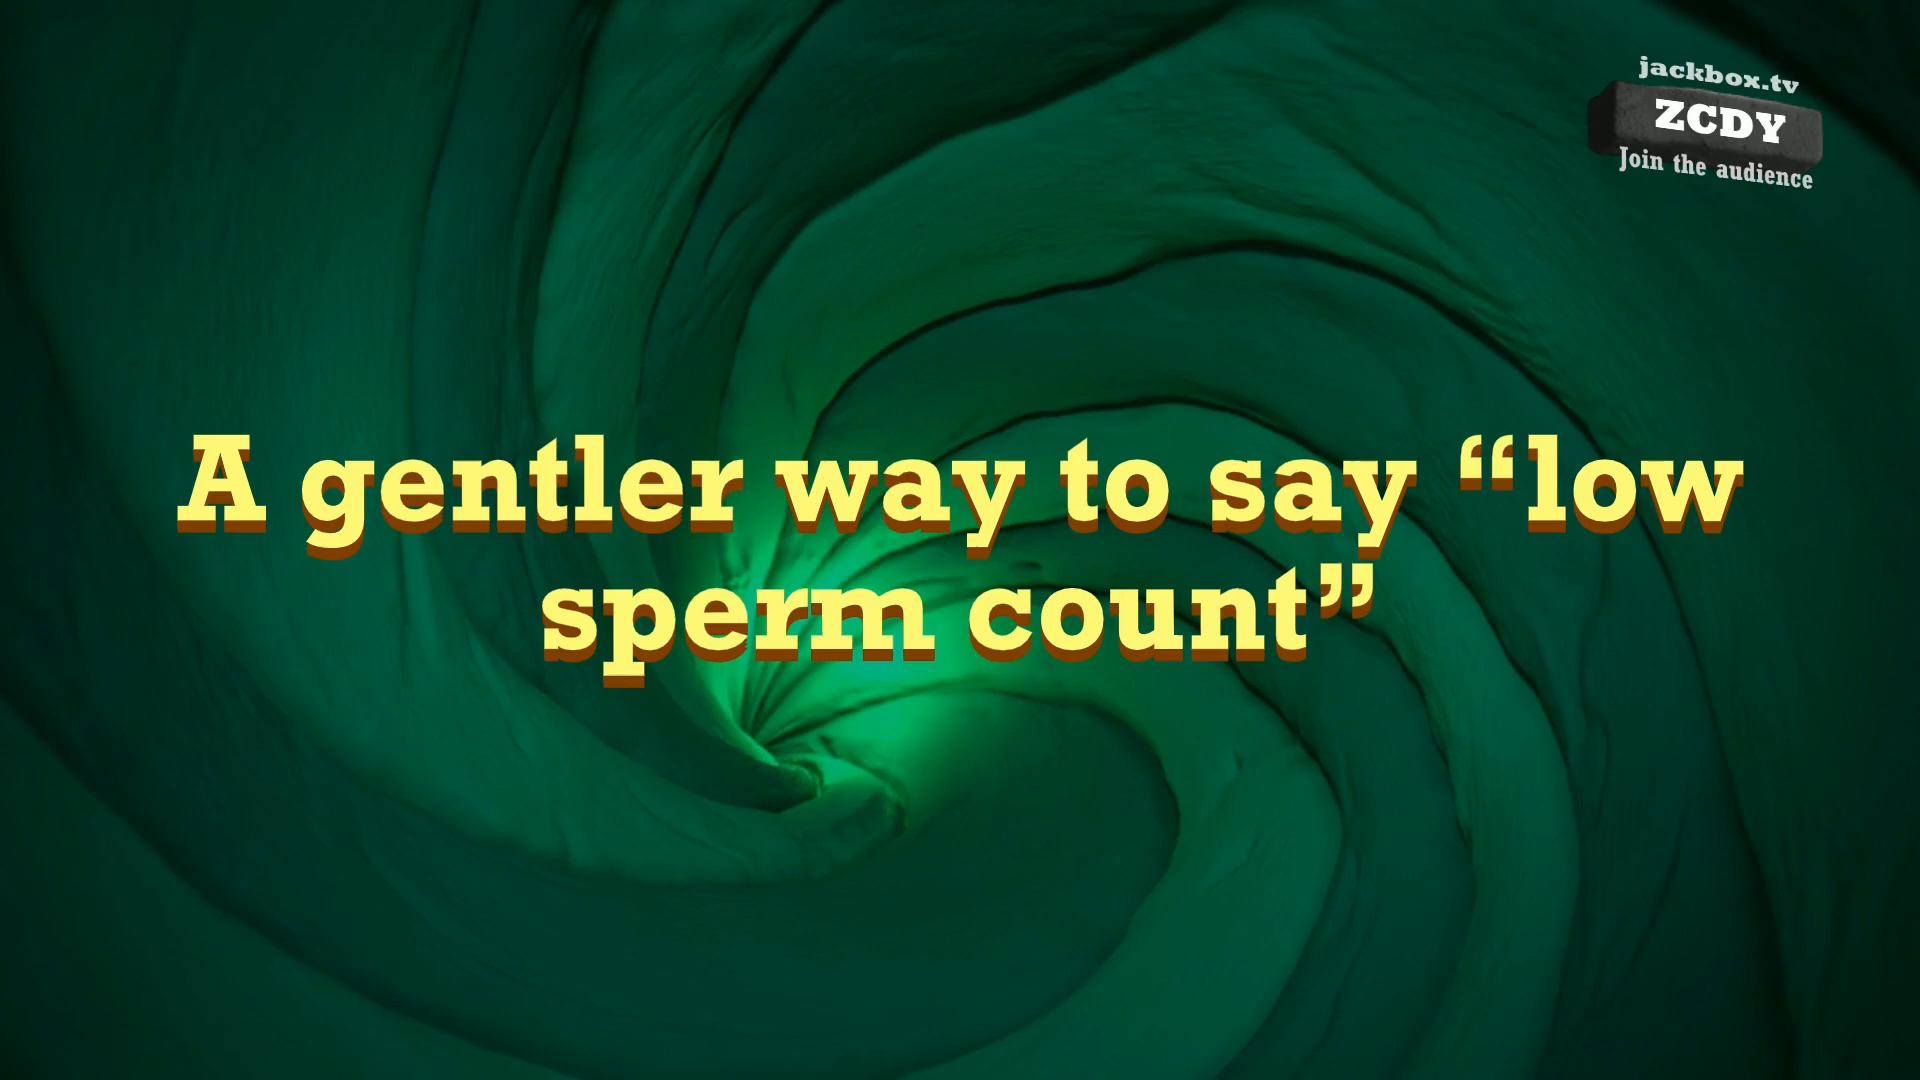 jackbox.tv
ZCDY
Join the audience
A gentler way to say “low
sperm count”